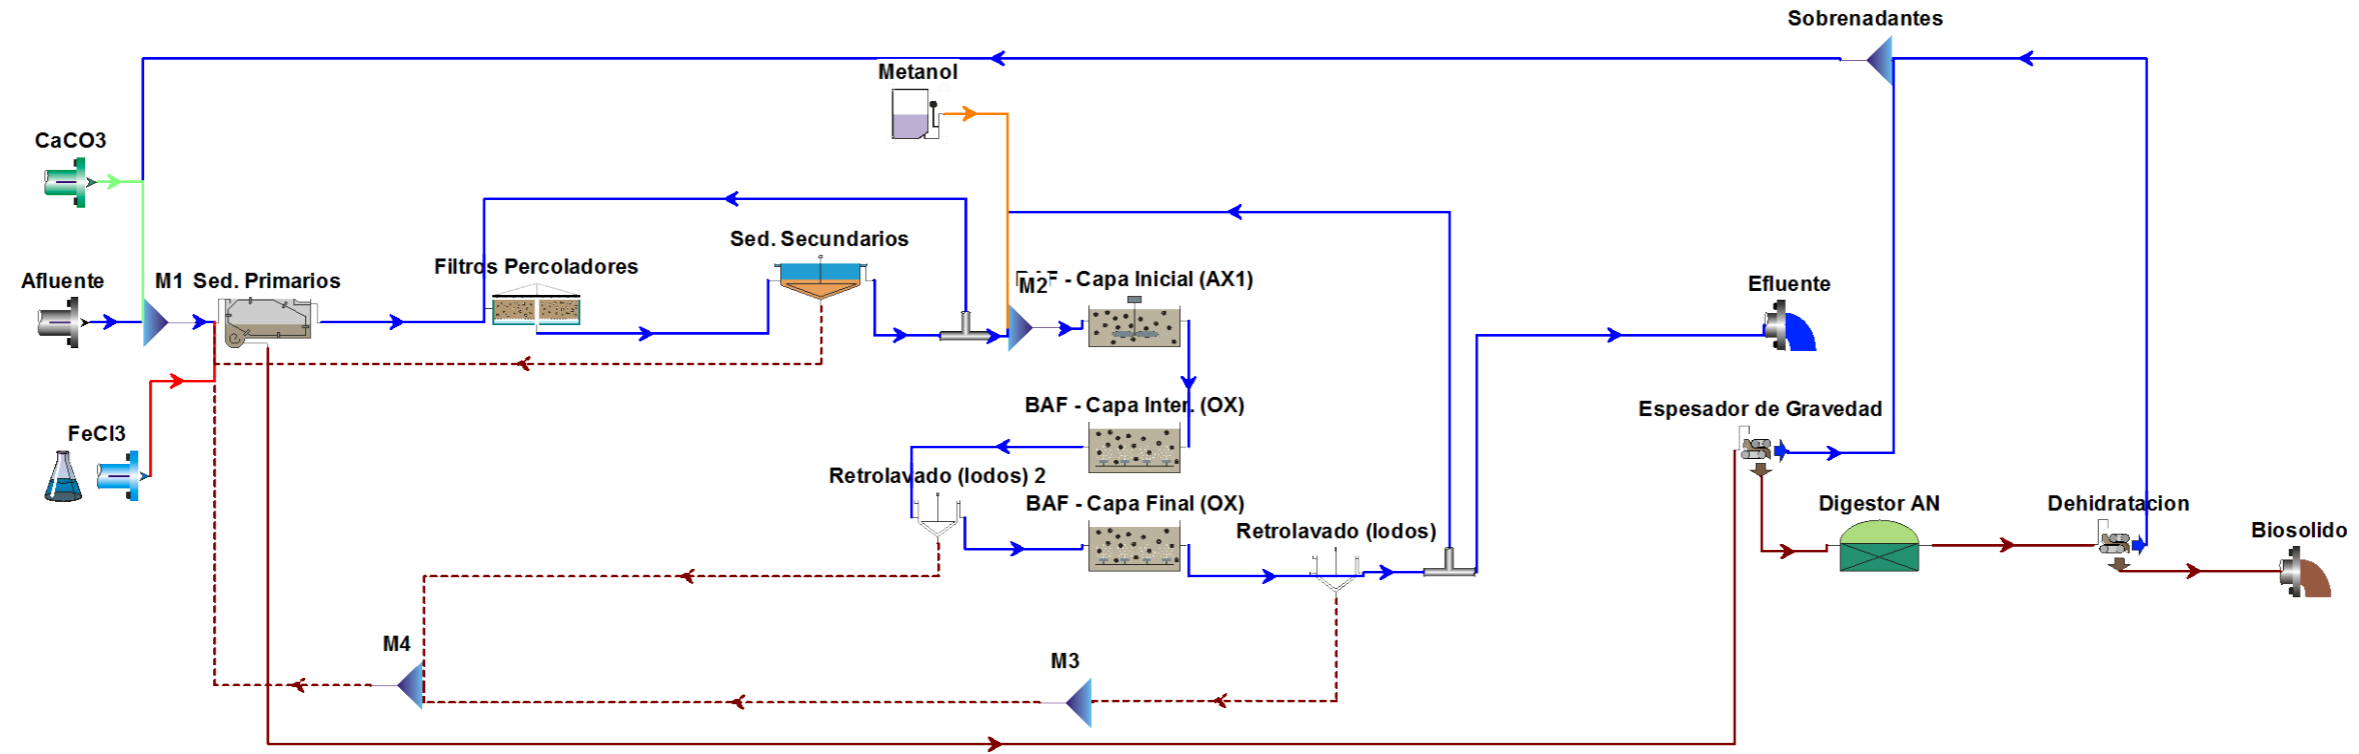 Sobrenadantes
Metanol
CaCO3
Sed. Secundarios
Afluente
M1
Sed. Primarios
Filtros Percoladores
M2
F - Capa Inicial (AX1)
Efluente
BAF - Capa Inter. (OX)
Espesador de Gravedad
FeCl3
Retrolavado (lodos) 2
BAF - Capa Final (OX)
Digestor AN
Dehidratacion
Retrolavado (lodos)
Biosolido
M4
M3